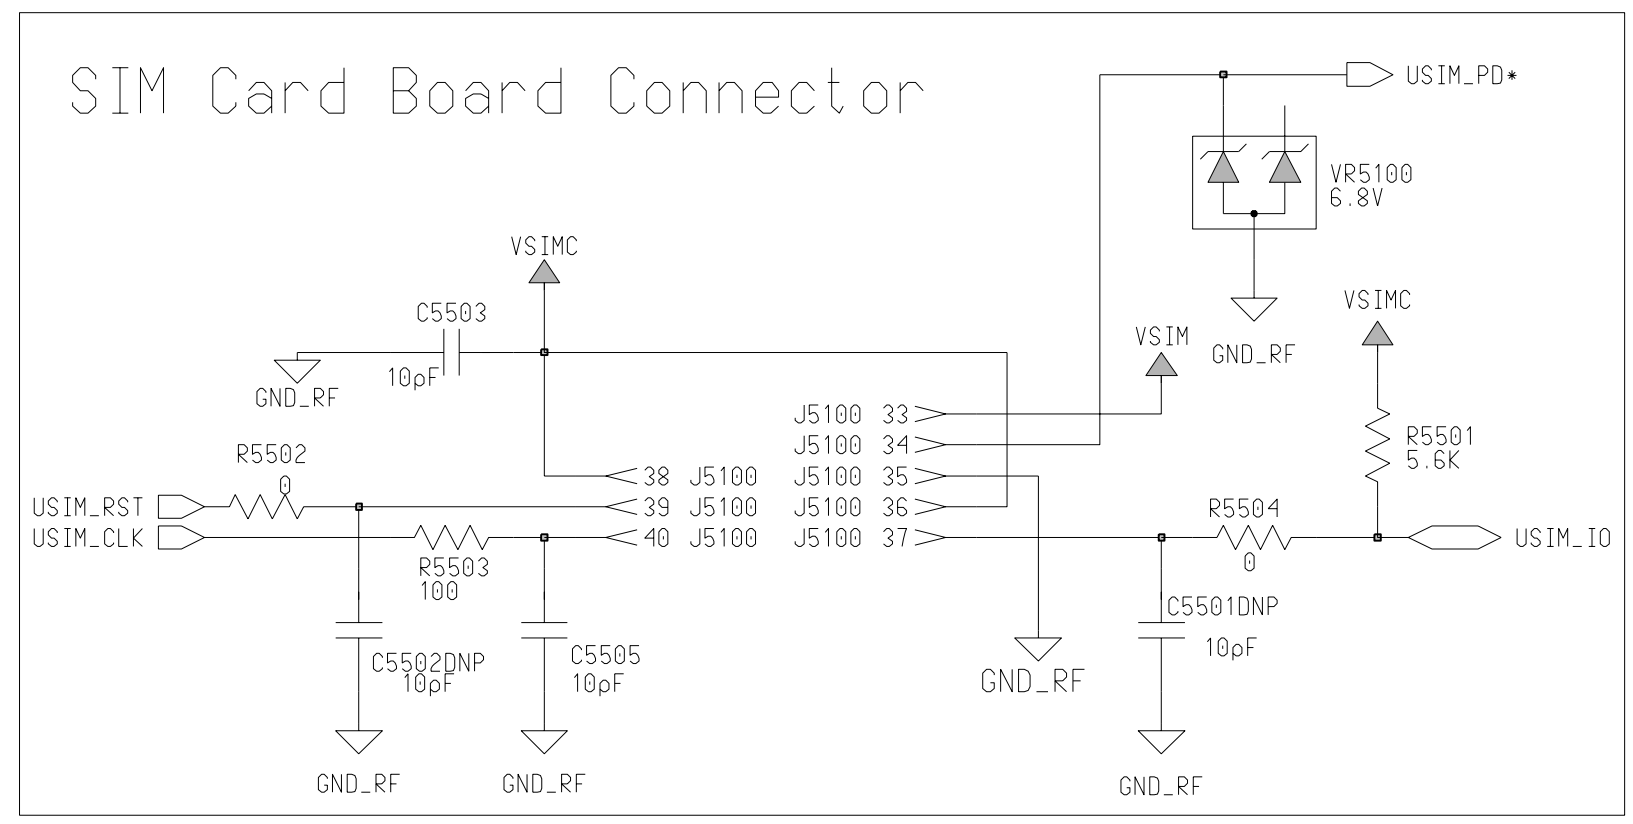 SIM Card Board Connector
USIM_PD*
VR5100
6.8V
GND_RF
VSIMC
C5503
10pF
GND_RF
VSIM
VSIMC
J5100 33
J5100 34
38 J5100 J5100 35
39 J5100 J5100 36
40 J5100 J5100 37
R5502
0
USIM_RST
USIM_CLK
R5503
100
R5501
5.6K
R5504
0
USIM_IO
C5502DNP
10pF
C5505
10pF
GND_RF
C5501DNP
10pF
GND_RF
GND_RF
GND_RF